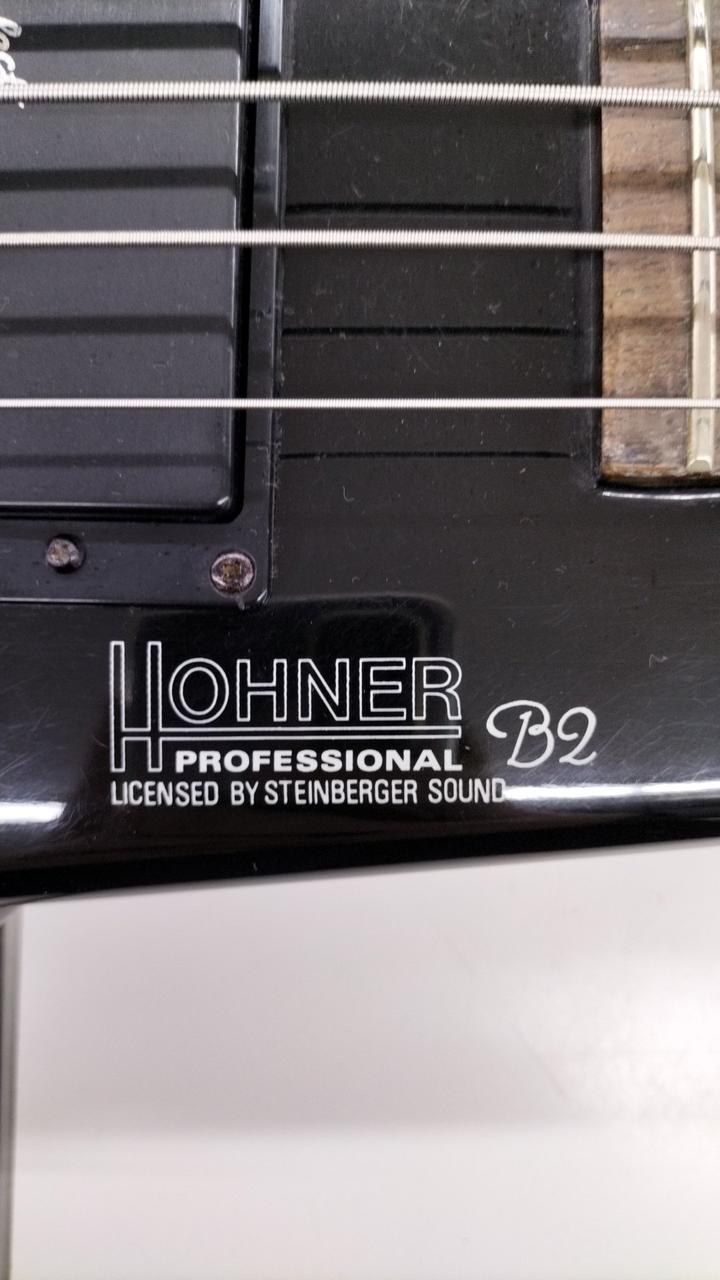 HOHNER B2
PROFESSIONAL
LICENSED BY STEINBERGER SOUND